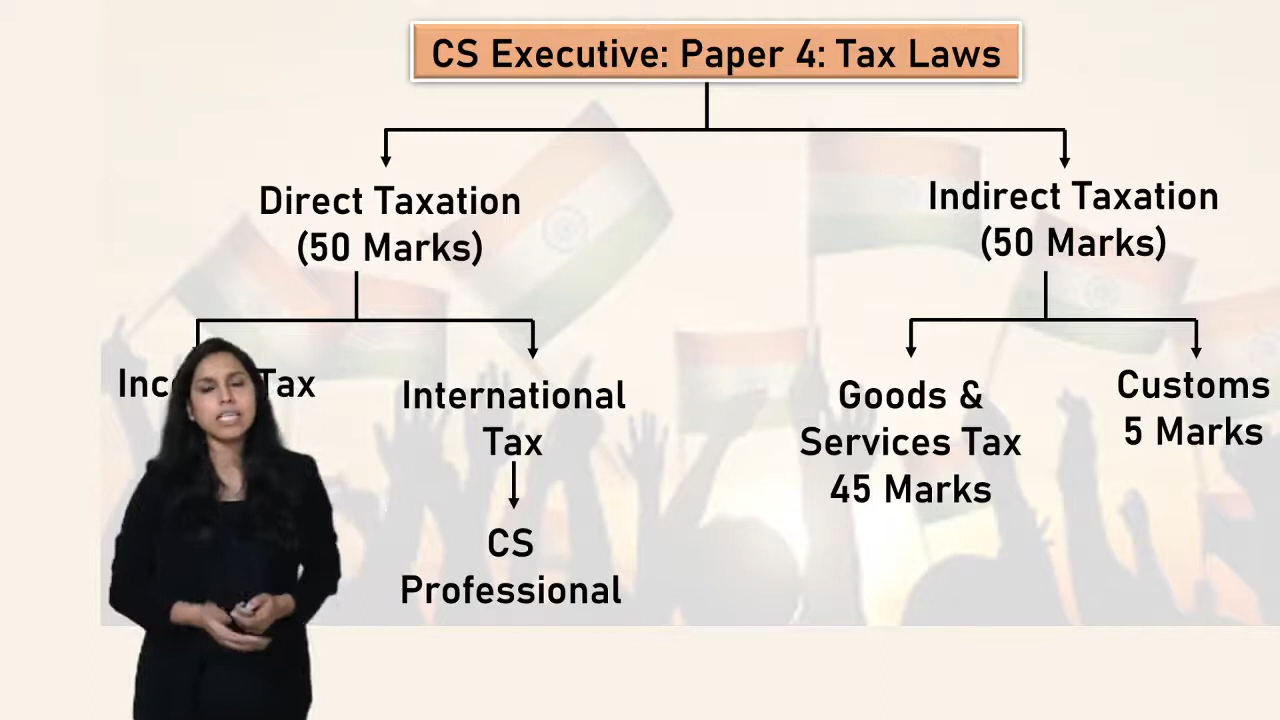 CS Executive: Paper 4: Tax Laws
Direct Taxation
(50 Marks)
Indirect Taxation
(50 Marks)
Tax
International
Tax
Goods &
Services Tax
45 Marks
Customs
5 Marks
CS
Professional